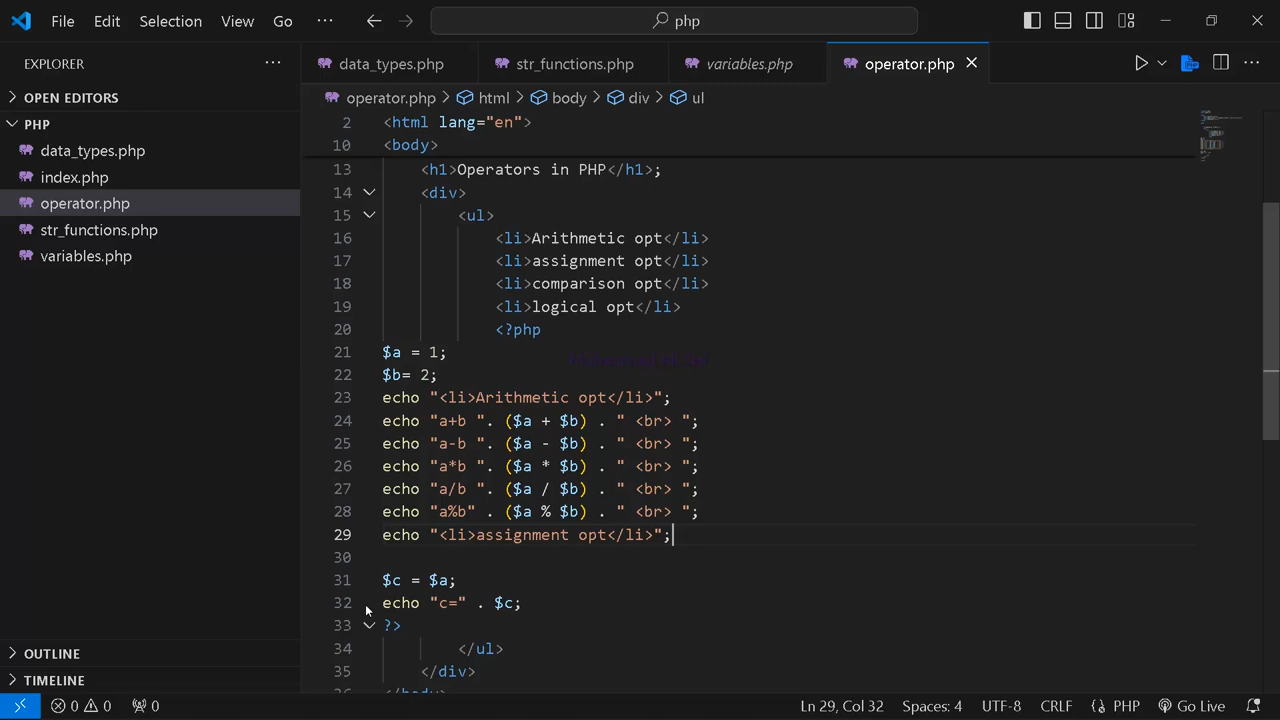 File Edit Selection View Go ... php
EXPLORER ... data_types.php str_functions.php variables.php operator.php
OPEN EDITORS
operator.php > html > body > div > ul
PHP
data_types.php
index.php
operator.php
str_functions.php
variables.php
2 <html lang="en">
10 <body>
13 <h1>Operators in PHP</h1>;
14 <div>
15 <ul>
16 <li>Arithmetic opt</li>
17 <li>assignment opt</li>
18 <li>comparison opt</li>
19 <li>logical opt</li>
20 <?php
21 $a = 1;
22 $b= 2;
23 echo "<li>Arithmetic opt</li>";
24 echo "a+b ". ($a + $b) . " <br> ";
25 echo "a-b ". ($a - $b) . " <br> ";
26 echo "a*b ". ($a * $b) . " <br> ";
27 echo "a/b ". ($a / $b) . " <br> ";
28 echo "a%b" . ($a % $b) . " <br> ";
29 echo "<li>assignment opt</li>";
30
31 $c = $a;
32 echo "c=" . $c;
33 ?>
34 </ul>
35 </div>
OUTLINE
TIMELINE
0 0 0 Ln 29, Col 32 Spaces: 4 UTF-8 CRLF {} PHP Go Live